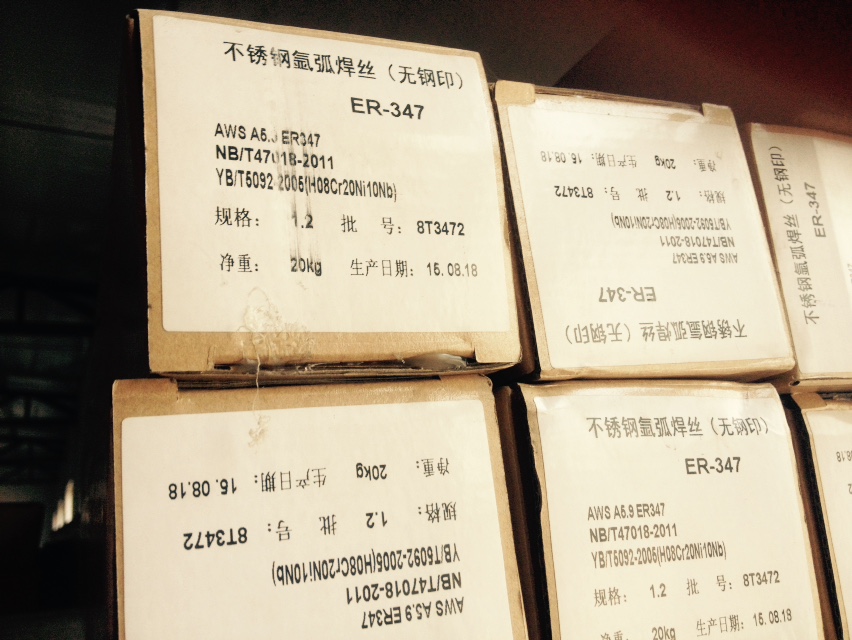 不锈钢氩弧焊丝（无钢印）
ER-347
AWS A5.9 ER347
NB/T47018-2011
YB/T5092-2005(H08Cr20Ni10Nb)
规格： 1.2 批 号：8T3472
净重： 20kg 生产日期：15.08.18
不锈钢氩弧焊丝（无钢印）
ER-347
AWS A5.9 ER347
NB/T47018-2011
YB/T5092-2005(H08Cr20Ni10Nb)
规格： 1.2 批 号：8T3472
净重： 20kg 生产日期：15.08.18
不锈钢氩弧焊丝（无钢印）
ER-347
AWS A5.9 ER347
NB/T47018-2011
YB/T5092-2005(H08Cr20Ni10Nb)
规格： 1.2 批 号：8T3472
净重： 20kg 生产日期：15.08.18
不锈钢氩弧焊丝（无钢印）
ER-347
AWS A5.9 ER347
NB/T47018-2011
YB/T5092-2005(H08Cr20Ni10Nb)
规格： 1.2 批 号：8T3472
净重： 20kg 生产日期：15.08.18